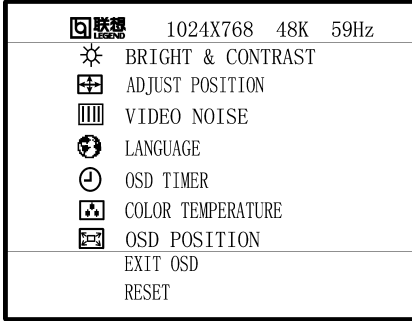 联想 LEGEND 1024X768 48K 59Hz
BRIGHT & CONTRAST
ADJUST POSITION
VIDEO NOISE
LANGUAGE
OSD TIMER
COLOR TEMPERATURE
OSD POSITION
EXIT OSD
RESET